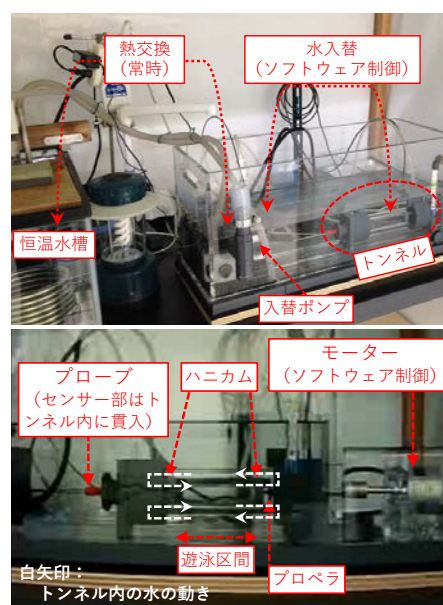 熱交換
(常時)
水入替
(ソフトウェア制御)
恒温水槽
トンネル
入替ポンプ
プローブ
(センサー部はト
ンネル内に貫入)
ハニカム
モーター
(ソフトウェア制御)
遊泳区間
プロペラ
白矢印：
トンネル内の水の動き